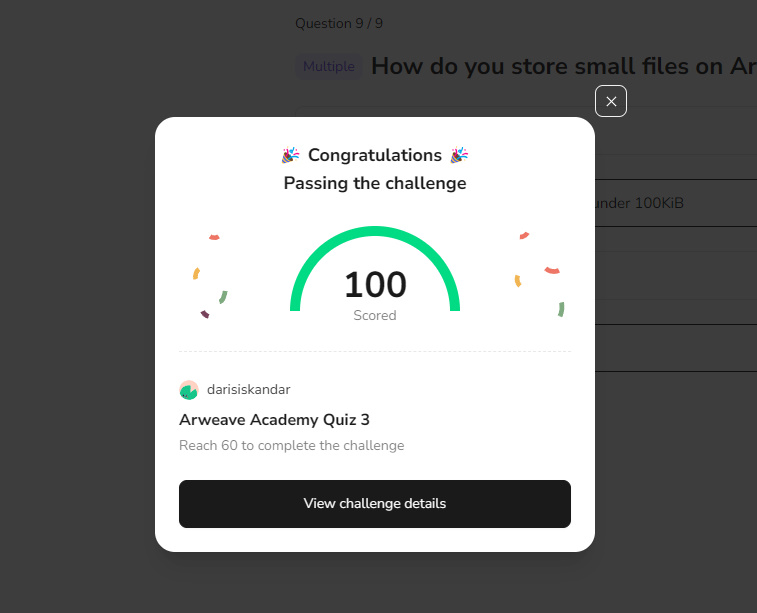 Question 9 / 9
Multiple How do you store small files on Ar
Congratulations
Passing the challenge
under 100KiB
100
Scored
darisiskandar
Arweave Academy Quiz 3
Reach 60 to complete the challenge
View challenge details